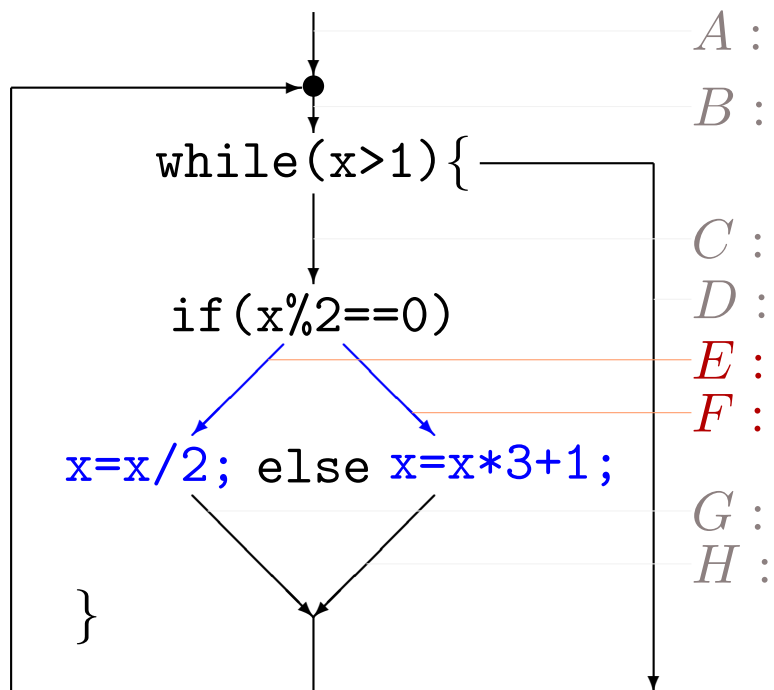 A :
B :
while(x>1){
C :
D :
if(x%2==0)
E :
F :
x=x/2; else x=x*3+1;
G :
H :
}